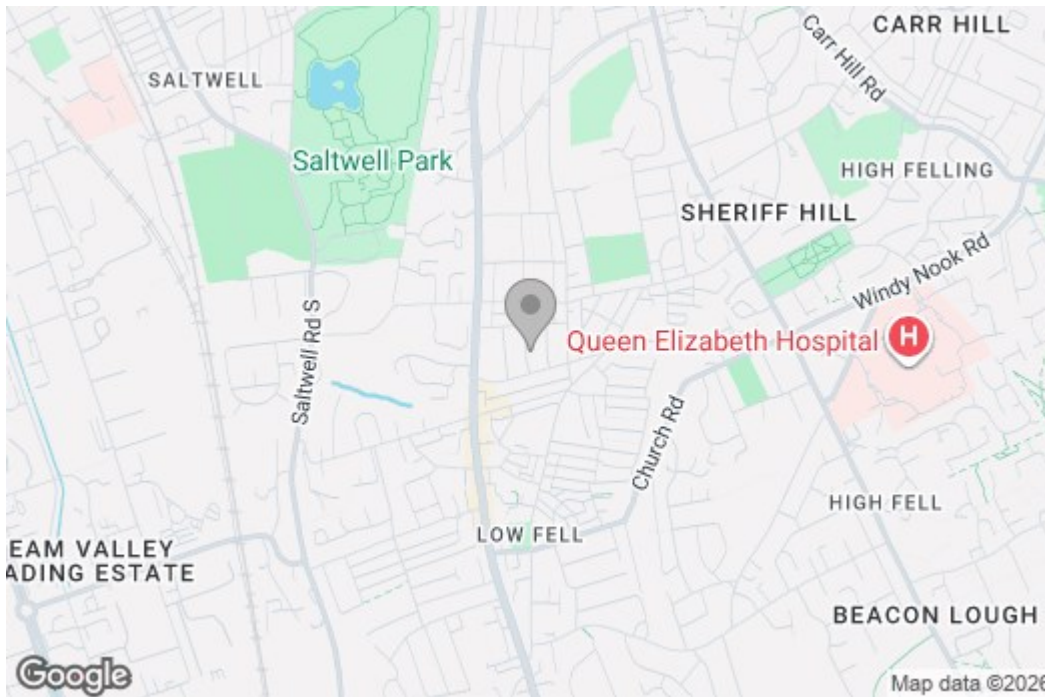 CARR HILL
Carr Hill Rd
SALTWELL
Saltwell Park
HIGH FELLING
SHERIFF HILL
Windy Nook Rd
Saltwell Rd S
Queen Elizabeth Hospital
H
Church Rd
HIGH FELL
LOW FELL
EAM VALLEY
ADING ESTATE
BEACON LOUGH
Google
Map data ©2026